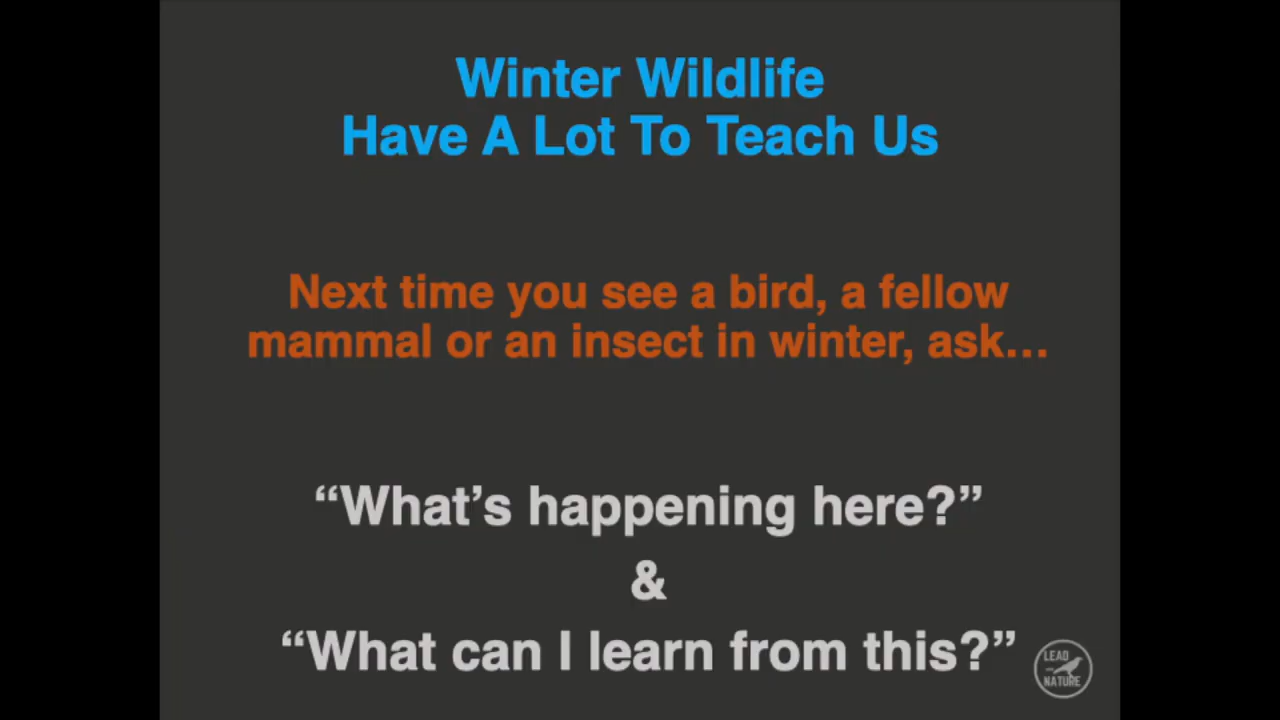 Winter Wildlife
Have A Lot To Teach Us
Next time you see a bird, a fellow
mammal or an insect in winter, ask…
“What’s happening here?”
&
“What can I learn from this?”
LEAD
NATURE